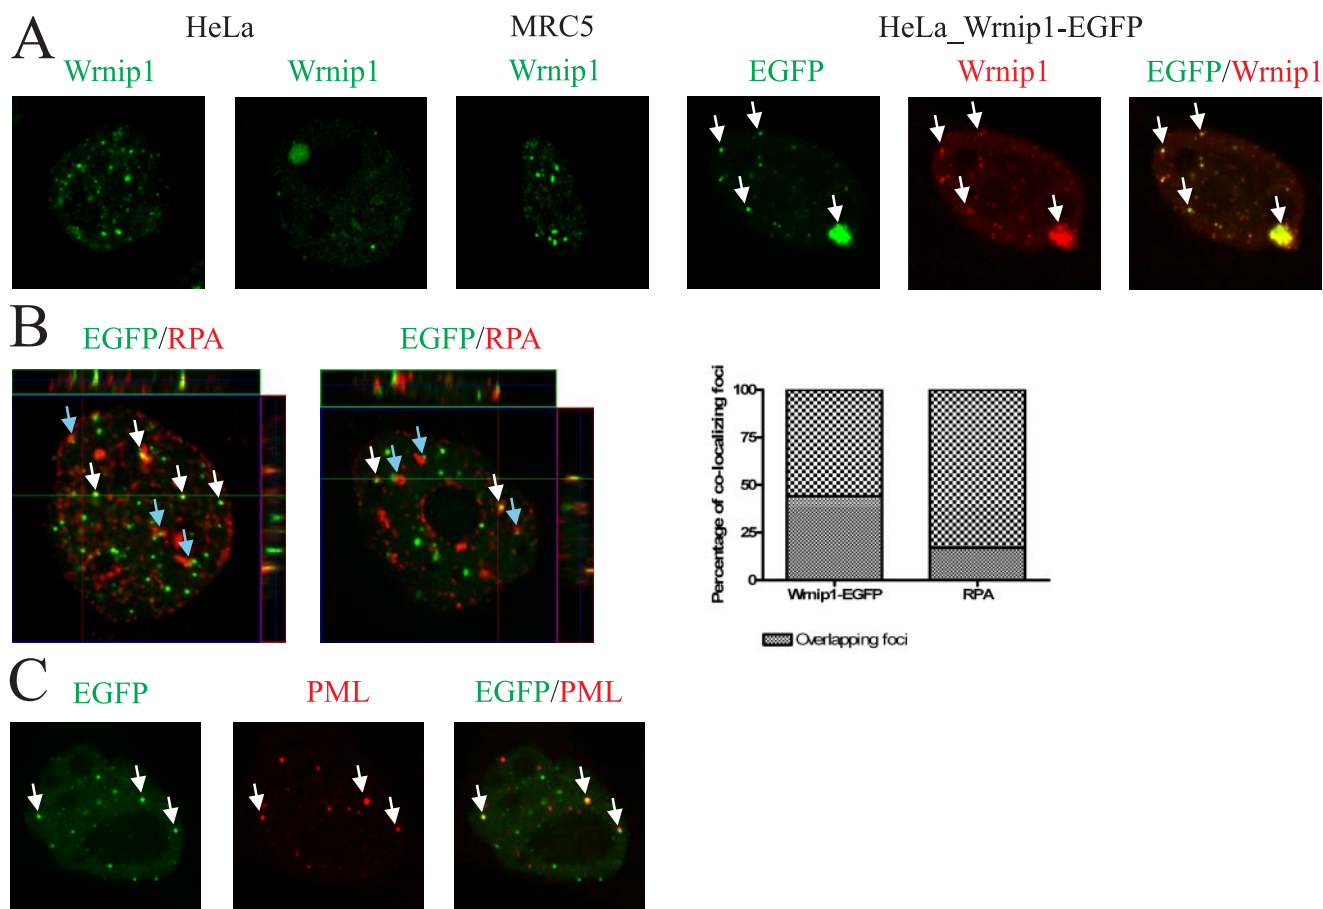 A
HeLa
MRC5
HeLa_Wrnip1-EGFP
Wrnip1
Wrnip1
Wrnip1
EGFP
Wrnip1
EGFP/Wrnip1
B
EGFP/RPA
EGFP/RPA
Percentage of co-localizing foci
100
75
50
25
0
Wrnip1-EGFP
RPA
Overlapping foci
C
EGFP
PML
EGFP/PML